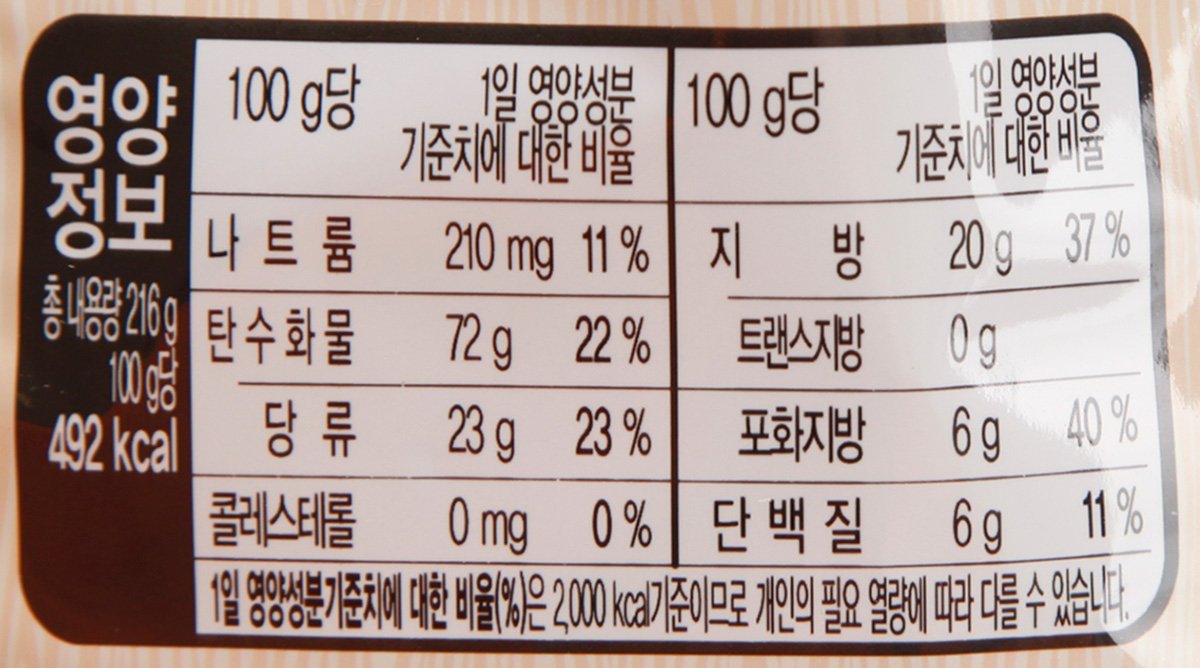 영양
정보
총 내용량 216 g
100 g당
492 kcal
100 g당 1일 영양성분
기준치에 대한 비율
나트륨 210 mg 11 %
탄수화물 72 g 22 %
당류 23 g 23 %
콜레스테롤 0 mg 0 %
100 g당 1일 영양성분
기준치에 대한 비율
지방 20 g 37 %
트랜스지방 0 g
포화지방 6 g 40 %
단백질 6 g 11 %
1일 영양성분기준치에 대한 비율(%)은 2,000 kcal기준이므로 개인의 필요 열량에 따라 다를 수 있습니다.